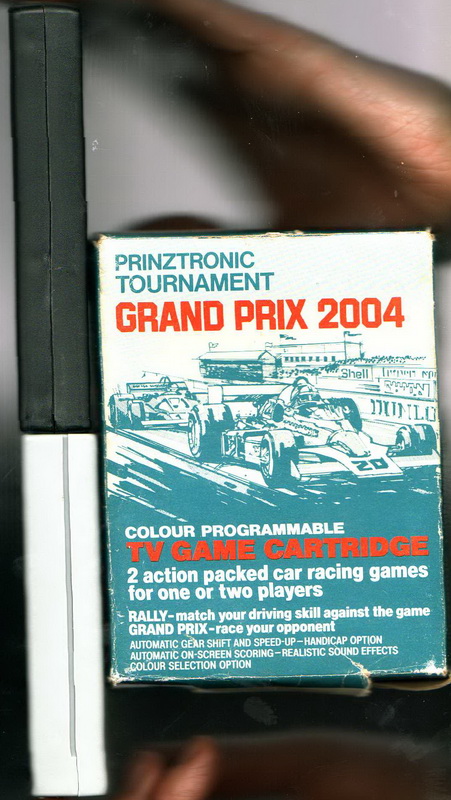 PRINZTRONIC
TOURNAMENT
GRAND PRIX 2004
Shell
20
COLOUR PROGRAMMABLE
TV GAME CARTRIDGE
2 action packed car racing games
for one or two players
RALLY-match your driving skill against the game
GRAND PRIX-race your opponent
AUTOMATIC GEAR SHIFT AND SPEED-UP-HANDICAP OPTION
AUTOMATIC ON-SCREEN SCORING-REALISTIC SOUND EFFECTS
COLOUR SELECTION OPTION